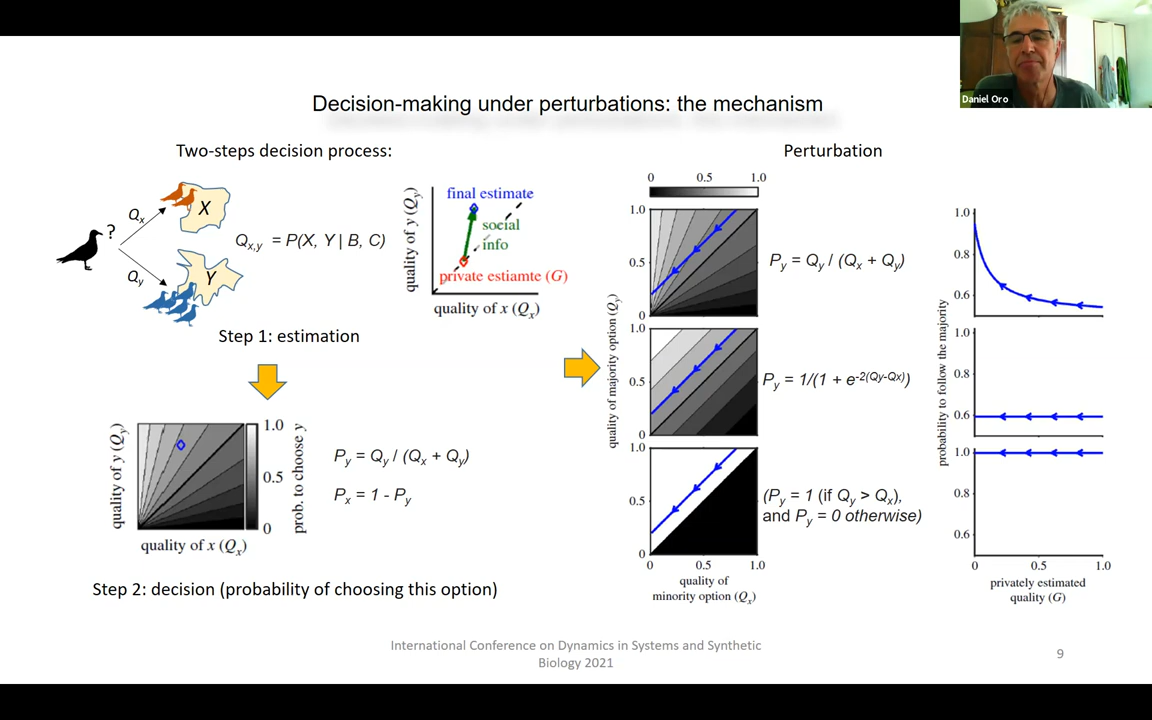 Daniel Oro
Decision-making under perturbations: the mechanism
Two-steps decision process:
Qx
?
X
Qy
Y
Qx,y = P(X, Y | B, C)
quality of y (Qy)
final estimate
social
info
private estiamte (G)
quality of x (Qx)
Step 1: estimation
quality of y (Qy)
1.0
0.5
0
prob. to choose y
quality of x (Qx)
Py = Qy / (Qx + Qy)
Px = 1 - Py
Step 2: decision (probability of choosing this option)
Perturbation
0 0.5 1.0
quality of majority option (Qy)
1.0
0.5
0
Py = Qy / (Qx + Qy)
1.0
0.5
0
Py = 1/(1 + e-2(Qy-Qx))
1.0
0.5
0
0 0.5 1.0
(Py = 1 (if Qy > Qx),
and Py = 0 otherwise)
quality of
minority option (Qx)
probability to follow the majority
1.0
0.8
0.6
1.0
0.8
0.6
1.0
0.8
0.6
0 0.5 1.0
privately estimated
quality (G)
International Conference on Dynamics in Systems and Synthetic
Biology 2021
9